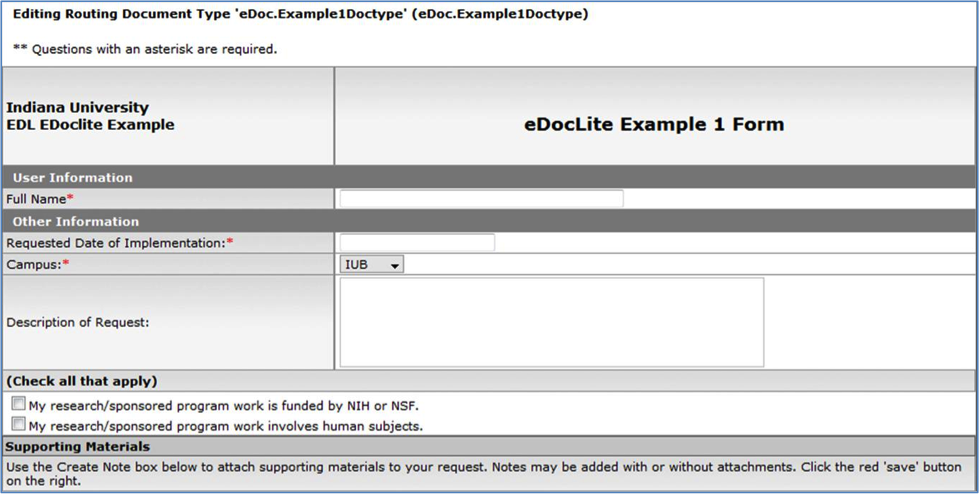 Editing Routing Document Type 'eDoc.Example1Doctype' (eDoc.Example1Doctype)
** Questions with an asterisk are required.
Indiana University
EDL EDoclite Example
eDocLite Example 1 Form
User Information
Full Name*
Other Information
Requested Date of Implementation:*
Campus:* IUB
Description of Request:
(Check all that apply)
My research/sponsored program work is funded by NIH or NSF.
My research/sponsored program work involves human subjects.
Supporting Materials
Use the Create Note box below to attach supporting materials to your request. Notes may be added with or without attachments. Click the red 'save' button
on the right.